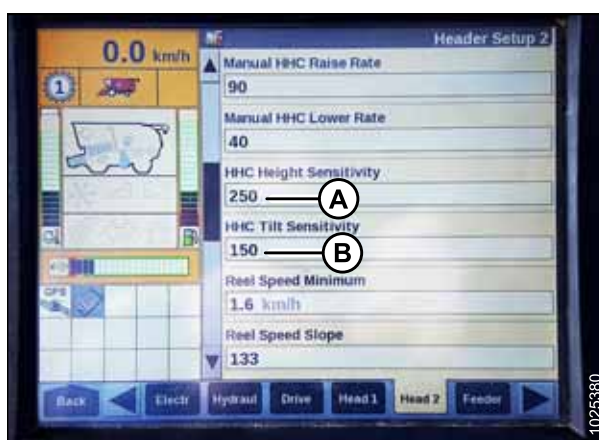 Header Setup 2
0.0 km/h
1
Manual HHC Raise Rate
90
Manual HHC Lower Rate
40
HHC Height Sensitivity
250
A
HHC Tilt Sensitivity
150
B
Reel Speed Minimum
1.6 km/h
GPS
Reel Speed Slope
133
Back
Electr
Hydraul
Drive
Head 1
Head 2
Feeder
1025380